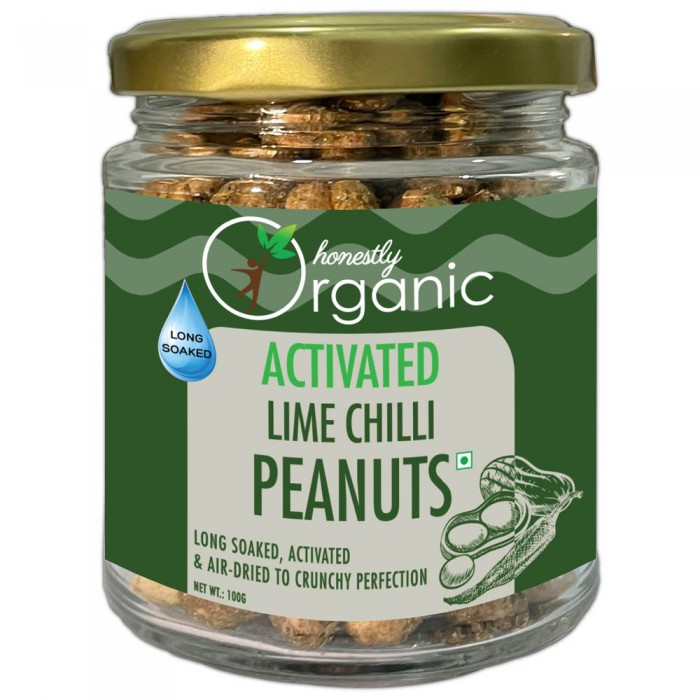 honestly
Organic
LONG
SOAKED
ACTIVATED
LIME CHILLI
PEANUTS
LONG SOAKED, ACTIVATED
& AIR-DRIED TO CRUNCHY PERFECTION
NET WT.: 100G